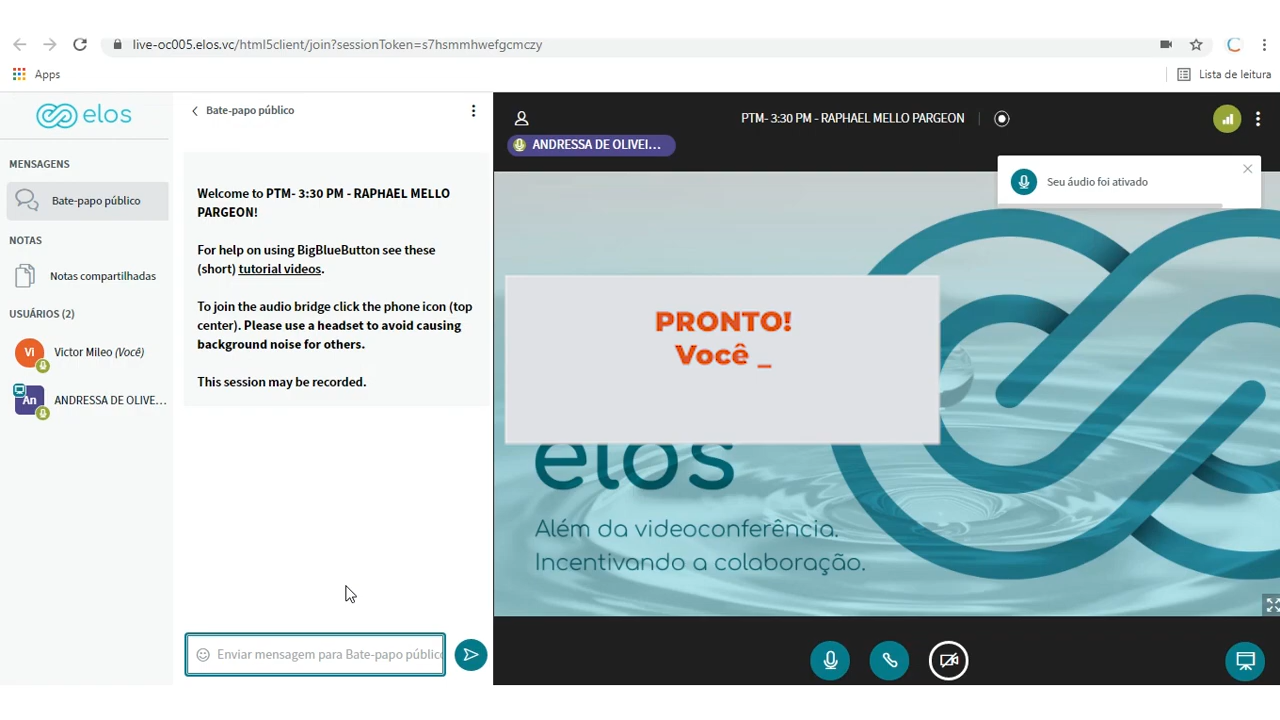 live-oc005.elos.vc/html5client/join?sessionToken=s7hsmmhwefgcmczy
Apps
Lista de leitura
elos
MENSAGENS
Bate-papo público
NOTAS
Notas compartilhadas
USUÁRIOS (2)
VI
Victor Mileo (Você)
An
ANDRESSA DE OLIVE...
Bate-papo público
Welcome to PTM- 3:30 PM - RAPHAEL MELLO
PARGEON!
For help on using BigBlueButton see these
(short) tutorial videos.
To join the audio bridge click the phone icon (top
center). Please use a headset to avoid causing
background noise for others.
This session may be recorded.
Enviar mensagem para Bate-papo público
PTM- 3:30 PM - RAPHAEL MELLO PARGEON
ANDRESSA DE OLIVEI...
Seu áudio foi ativado
PRONTO!
Você _
elos
Além da videoconferência.
Incentivando a colaboração.